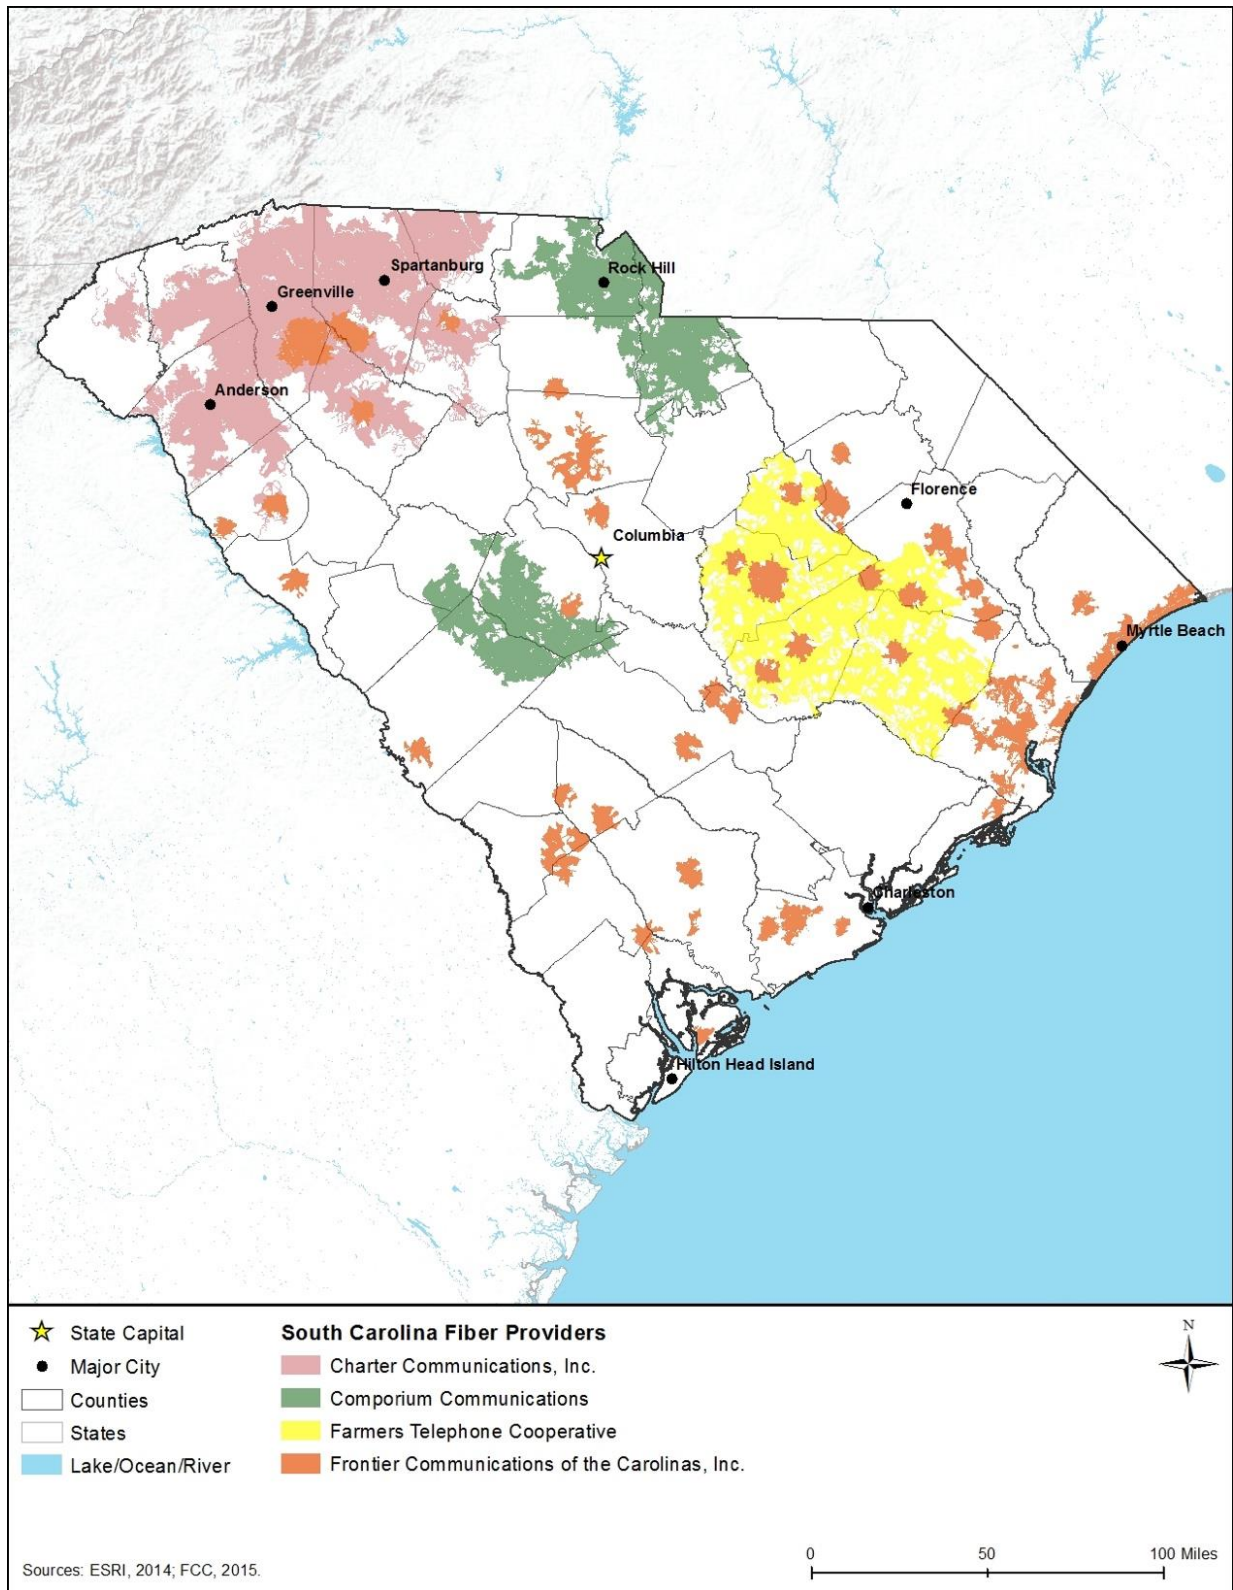 Spartanburg
Rock Hill
Greenville
Anderson
Florence
Columbia
Myrtle Beach
Charleston
Hilton Head Island
State Capital
Major City
Counties
States
Lake/Ocean/River
South Carolina Fiber Providers
Charter Communications, Inc.
Comporium Communications
Farmers Telephone Cooperative
Frontier Communications of the Carolinas, Inc.
N
Sources: ESRI, 2014; FCC, 2015.
0 50 100 Miles